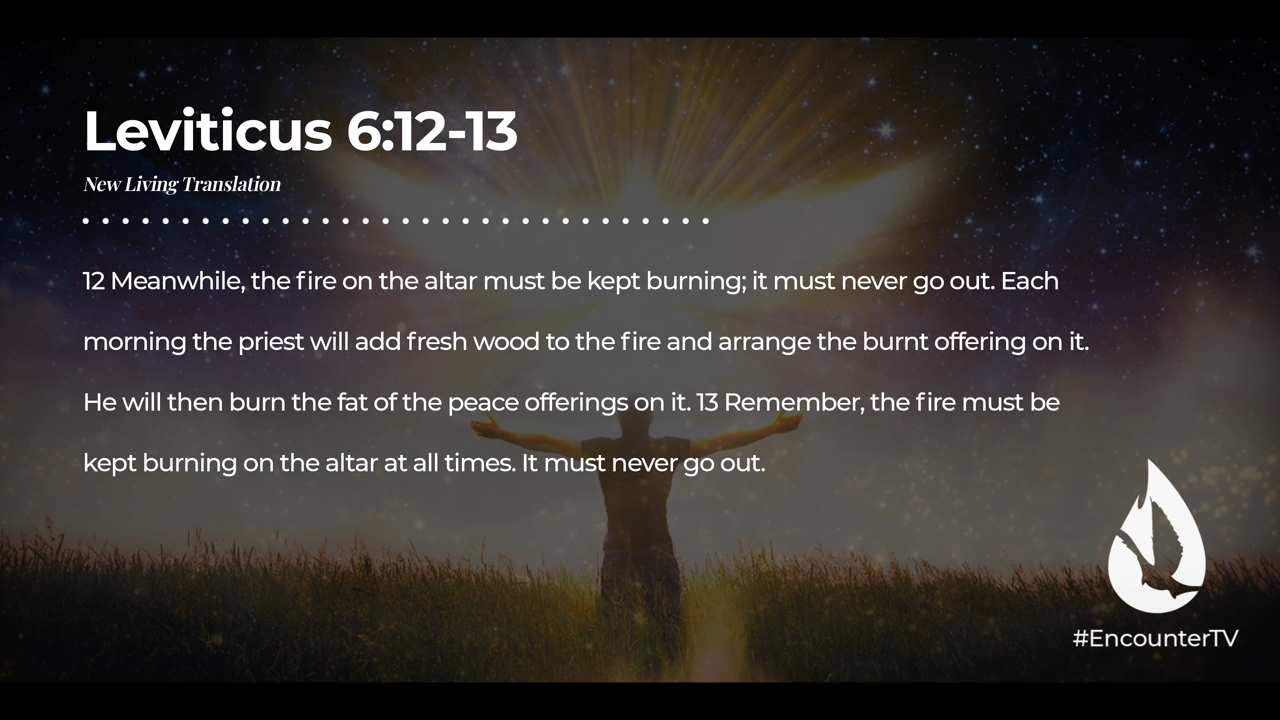 Leviticus 6:12-13
New Living Translation
12 Meanwhile, the fire on the altar must be kept burning; it must never go out. Each
morning the priest will add fresh wood to the fire and arrange the burnt offering on it.
He will then burn the fat of the peace offerings on it. 13 Remember, the fire must be
kept burning on the altar at all times. It must never go out.
#EncounterTV